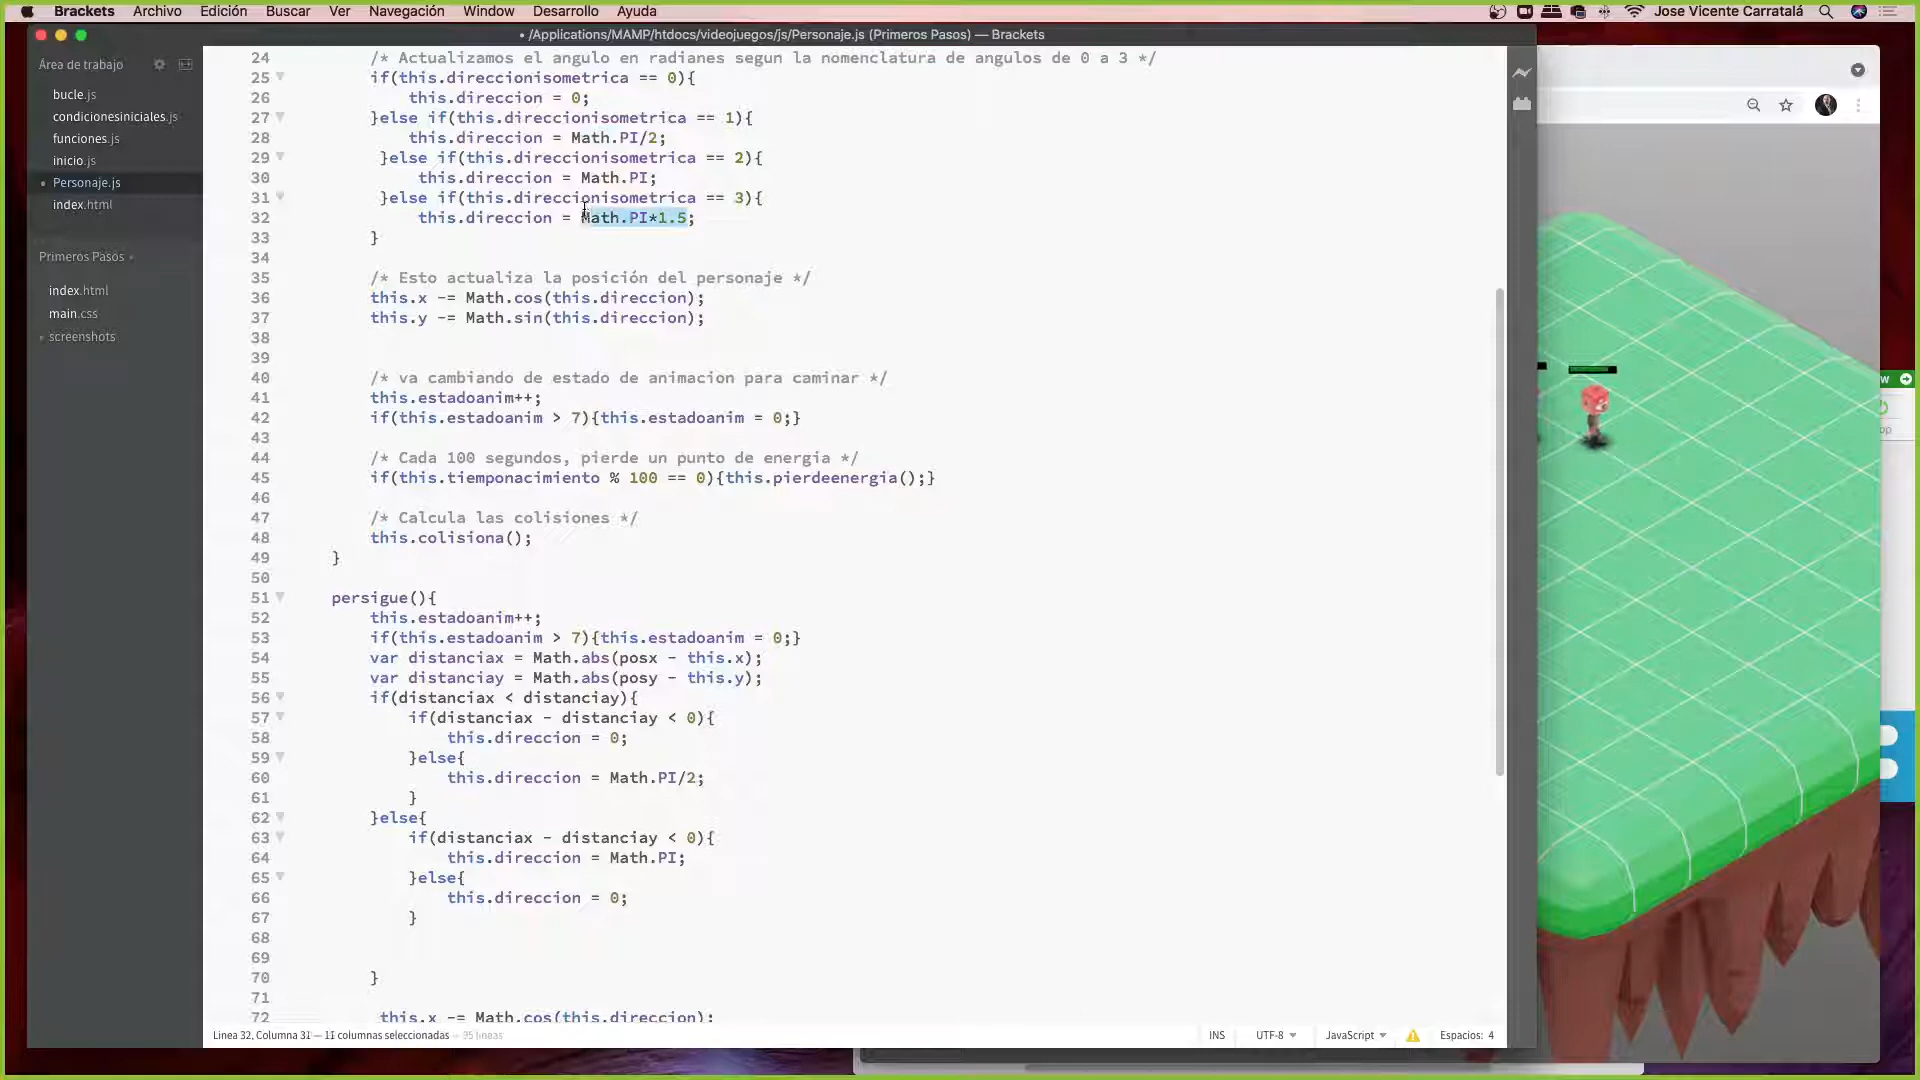 Brackets Archivo Edición Buscar Ver Navegación Window Desarrollo Ayuda Jose Vicente Carratalá
• /Applications/MAMP/htdocs/videojuegos/js/Personaje.js (Primeros Pasos) — Brackets
Área de trabajo
bucle.js
condicionesiniciales.js
funciones.js
inicio.js
Personaje.js
index.html
Primeros Pasos
index.html
main.css
screenshots
24 /* Actualizamos el angulo en radianes segun la nomenclatura de angulos de 0 a 3 */
25 if(this.direccionisometrica == 0){
26 this.direccion = 0;
27 }else if(this.direccionisometrica == 1){
28 this.direccion = Math.PI/2;
29 }else if(this.direccionisometrica == 2){
30 this.direccion = Math.PI;
31 }else if(this.direccionisometrica == 3){
32 this.direccion = Math.PI*1.5;
33 }
34
35 /* Esto actualiza la posición del personaje */
36 this.x -= Math.cos(this.direccion);
37 this.y -= Math.sin(this.direccion);
38
39
40 /* va cambiando de estado de animacion para caminar */
41 this.estadoanim++;
42 if(this.estadoanim > 7){this.estadoanim = 0;}
43
44 /* Cada 100 segundos, pierde un punto de energia */
45 if(this.tiemponacimiento % 100 == 0){this.pierdeenergia();}
46
47 /* Calcula las colisiones */
48 this.colisiona();
49 }
50
51 persigue(){
52 this.estadoanim++;
53 if(this.estadoanim > 7){this.estadoanim = 0;}
54 var distanciax = Math.abs(posx - this.x);
55 var distanciay = Math.abs(posy - this.y);
56 if(distanciax < distanciay){
57 if(distanciax - distanciay < 0){
58 this.direccion = 0;
59 }else{
60 this.direccion = Math.PI/2;
61 }
62 }else{
63 if(distanciax - distanciay < 0){
64 this.direccion = Math.PI;
65 }else{
66 this.direccion = 0;
67 }
68
69
70 }
71
72 this.x -= Math.cos(this.direccion);
Línea 32, Columna 31 — 11 columnas seleccionadas — 95 líneas INS UTF-8 JavaScript Espacios: 4